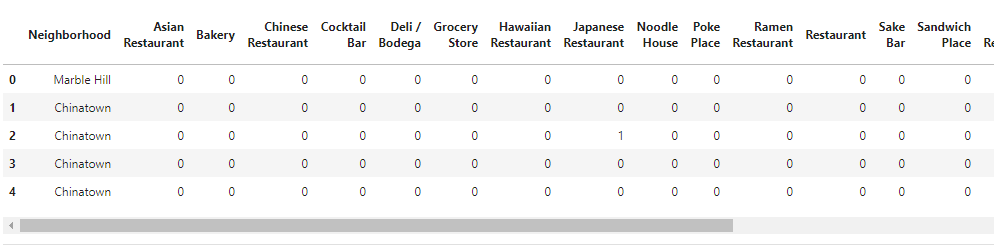 Neighborhood Asian Restaurant Bakery Chinese Restaurant Cocktail Bar Deli / Bodega Grocery Store Hawaiian Restaurant Japanese Restaurant Noodle House Poke Place Ramen Restaurant Restaurant Sake Bar Sandwich Place
0 Marble Hill 0 0 0 0 0 0 0 0 0 0 0 0 0 0
1 Chinatown 0 0 0 0 0 0 0 0 0 0 0 0 0 0
2 Chinatown 0 0 0 0 0 0 0 1 0 0 0 0 0 0
3 Chinatown 0 0 0 0 0 0 0 0 0 0 0 0 0 0
4 Chinatown 0 0 0 0 0 0 0 0 0 0 0 0 0 0